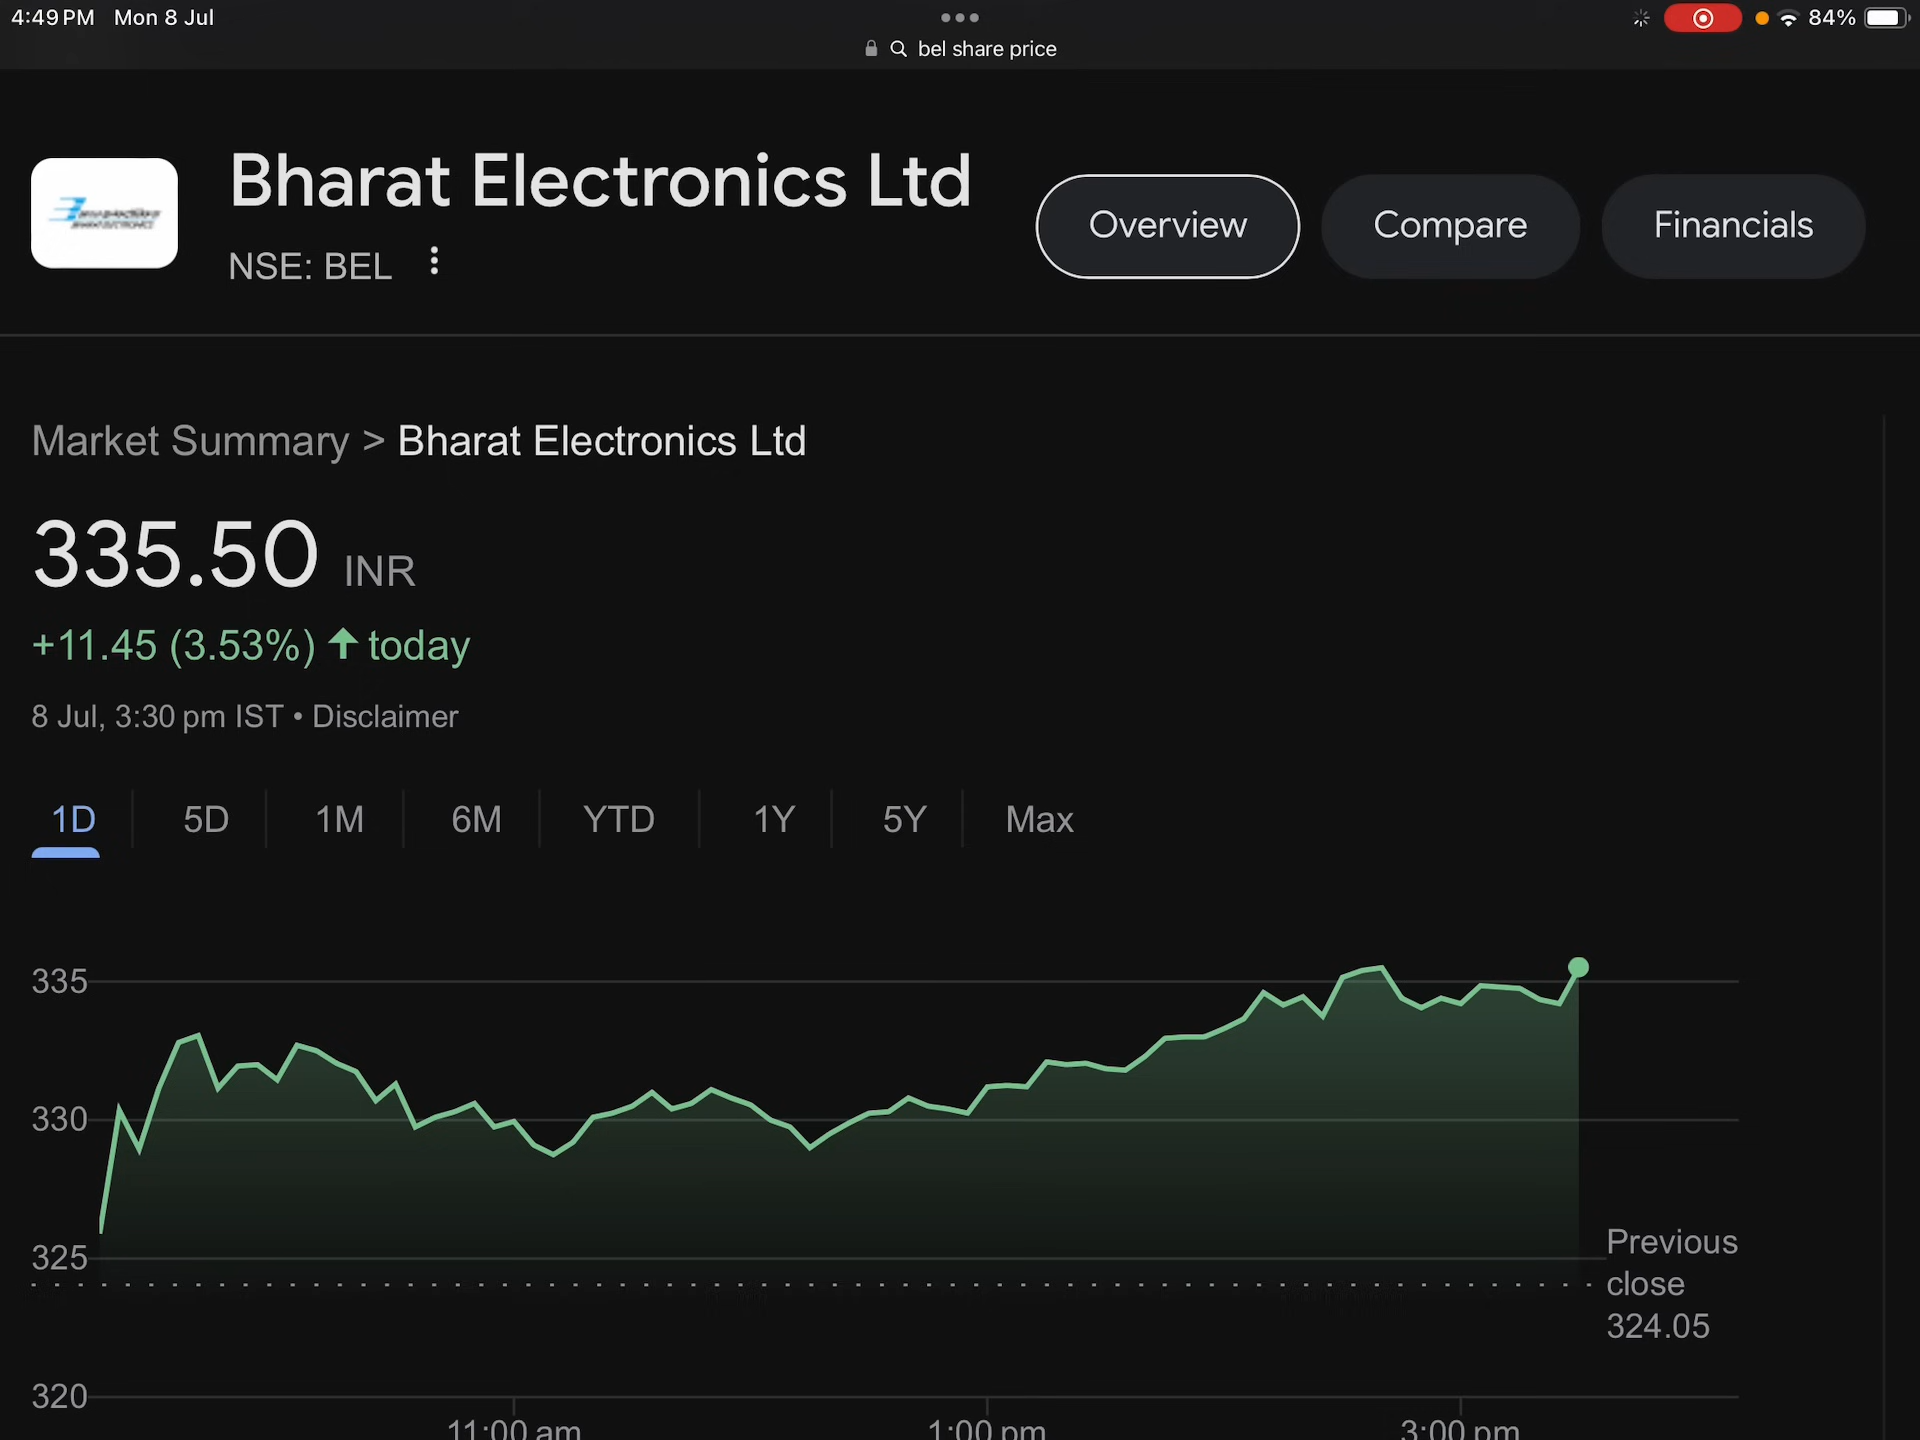 4:49 PM Mon 8 Jul
84%
bel share price
Bharat Electronics Ltd
NSE: BEL
Overview
Compare
Financials
Market Summary > Bharat Electronics Ltd
335.50 INR
+11.45 (3.53%) ↑ today
8 Jul, 3:30 pm IST • Disclaimer
1D 5D 1M 6M YTD 1Y 5Y Max
335
330
325
Previous
close
324.05
320
11:00 am 1:00 pm 3:00 pm